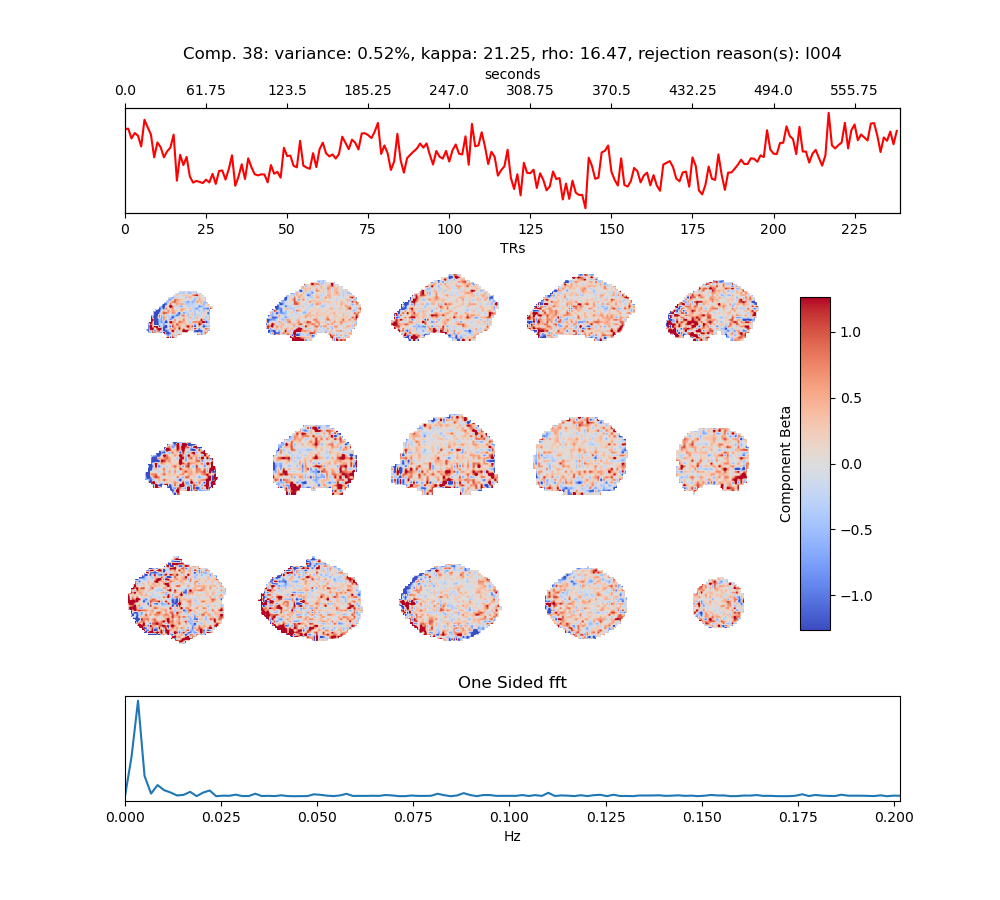 Comp. 38: variance: 0.52%, kappa: 21.25, rho: 16.47, rejection reason(s): I004
seconds
0.0 61.75 123.5 185.25 247.0 308.75 370.5 432.25 494.0 555.75
0 25 50 75 100 125 150 175 200 225
TRs
1.0
0.5
0.0
−0.5
−1.0
Component Beta
One Sided fft
0.000 0.025 0.050 0.075 0.100 0.125 0.150 0.175 0.200
Hz